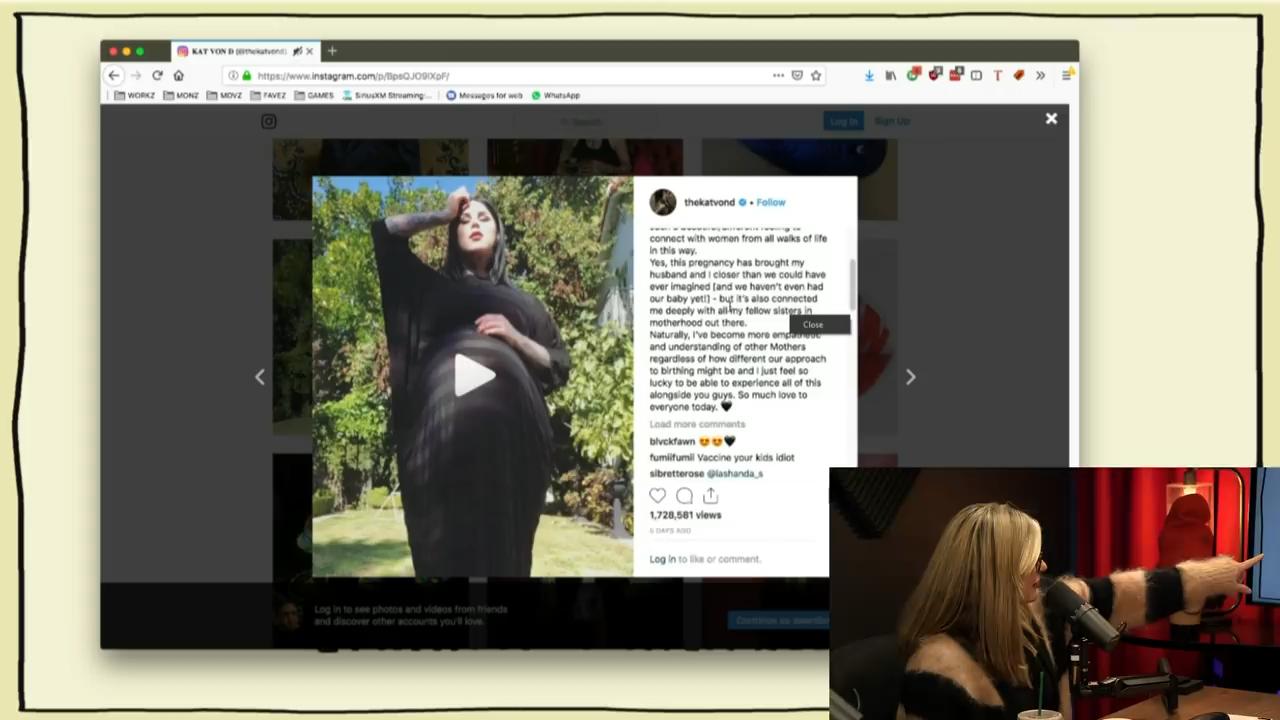 KAT VON D (@thekatvond)
https://www.instagram.com/p/BpsQJO9lXpF/
WORKZ MONZ MOVZ FAVEZ GAMES SiriusXM Streaming:... Messages for web WhatsApp
Search
Log In Sign Up
thekatvond • Follow
connect with women from all walks of life
in this way.
Yes, this pregnancy has brought my
husband and I closer than we could have
ever imagined [and we haven't even had
our baby yet!] - but it's also connected
me deeply with all my fellow sisters in
motherhood out there.
Close
Naturally, I've become more empathetic
and understanding of other Mothers
regardless of how different our approach
to birthing might be and I just feel so
lucky to be able to experience all of this
alongside you guys. So much love to
everyone today. 🖤
Load more comments
blvckfawn 😍😍🖤
fumiifumii Vaccine your kids idiot
sibretterose @lashanda_s
1,728,581 views
5 DAYS AGO
Log in to like or comment.
Log in to see photos and videos from friends
and discover other accounts you'll love.
Continue as